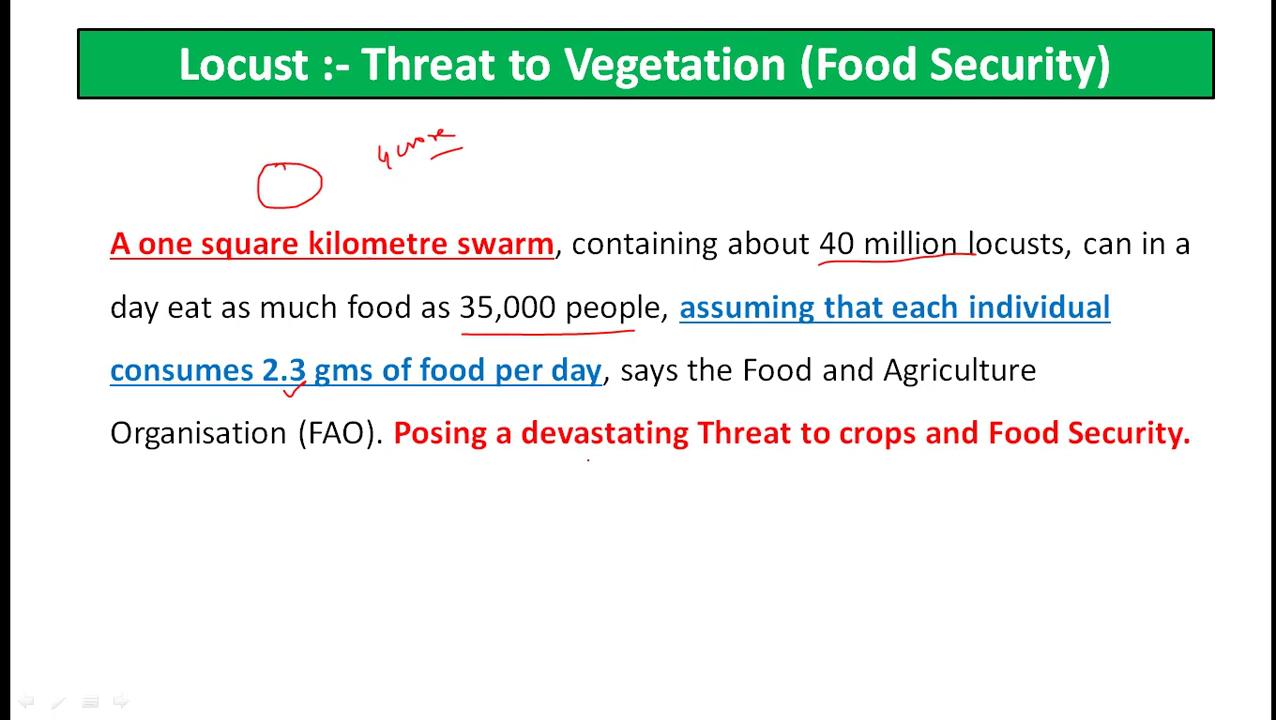 Locust :- Threat to Vegetation (Food Security)
4 crore
A one square kilometre swarm, containing about 40 million locusts, can in a
day eat as much food as 35,000 people, assuming that each individual
consumes 2.3 gms of food per day, says the Food and Agriculture
Organisation (FAO). Posing a devastating Threat to crops and Food Security.